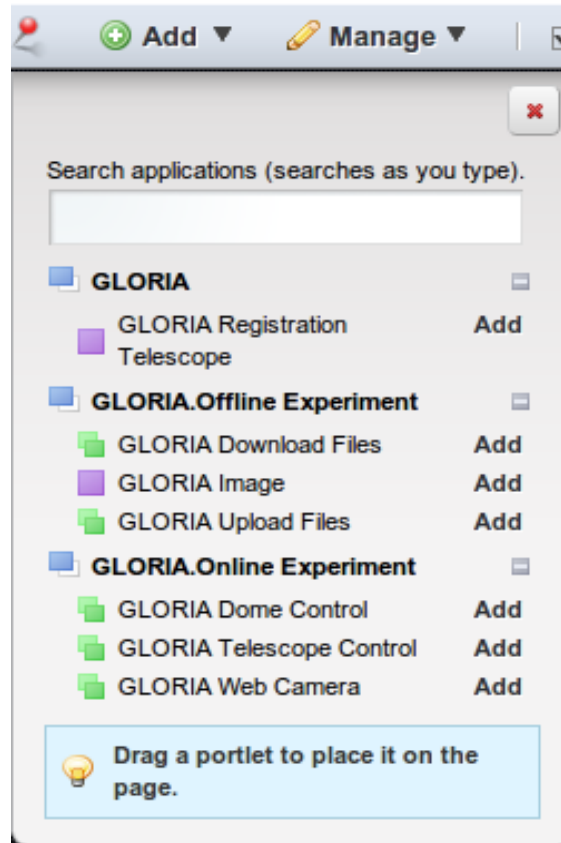 Add ▼ Manage ▼
Search applications (searches as you type).
GLORIA
GLORIA Registration Add
Telescope
GLORIA.Offline Experiment
GLORIA Download Files Add
GLORIA Image Add
GLORIA Upload Files Add
GLORIA.Online Experiment
GLORIA Dome Control Add
GLORIA Telescope Control Add
GLORIA Web Camera Add
Drag a portlet to place it on the
page.